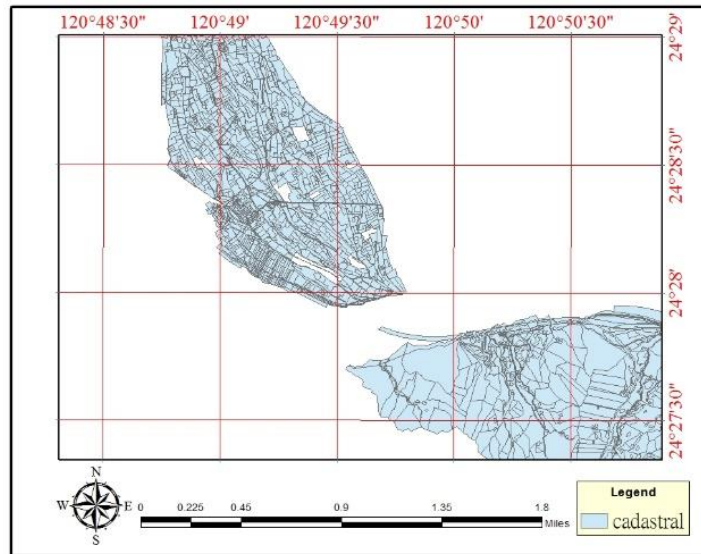 120°48'30" 120°49' 120°49'30" 120°50' 120°50'30"
24°29'
24°28'30"
24°28'
24°27'30"
N
W E
S
0 0.225 0.45 0.9 1.35 1.8
Miles
Legend
cadastral